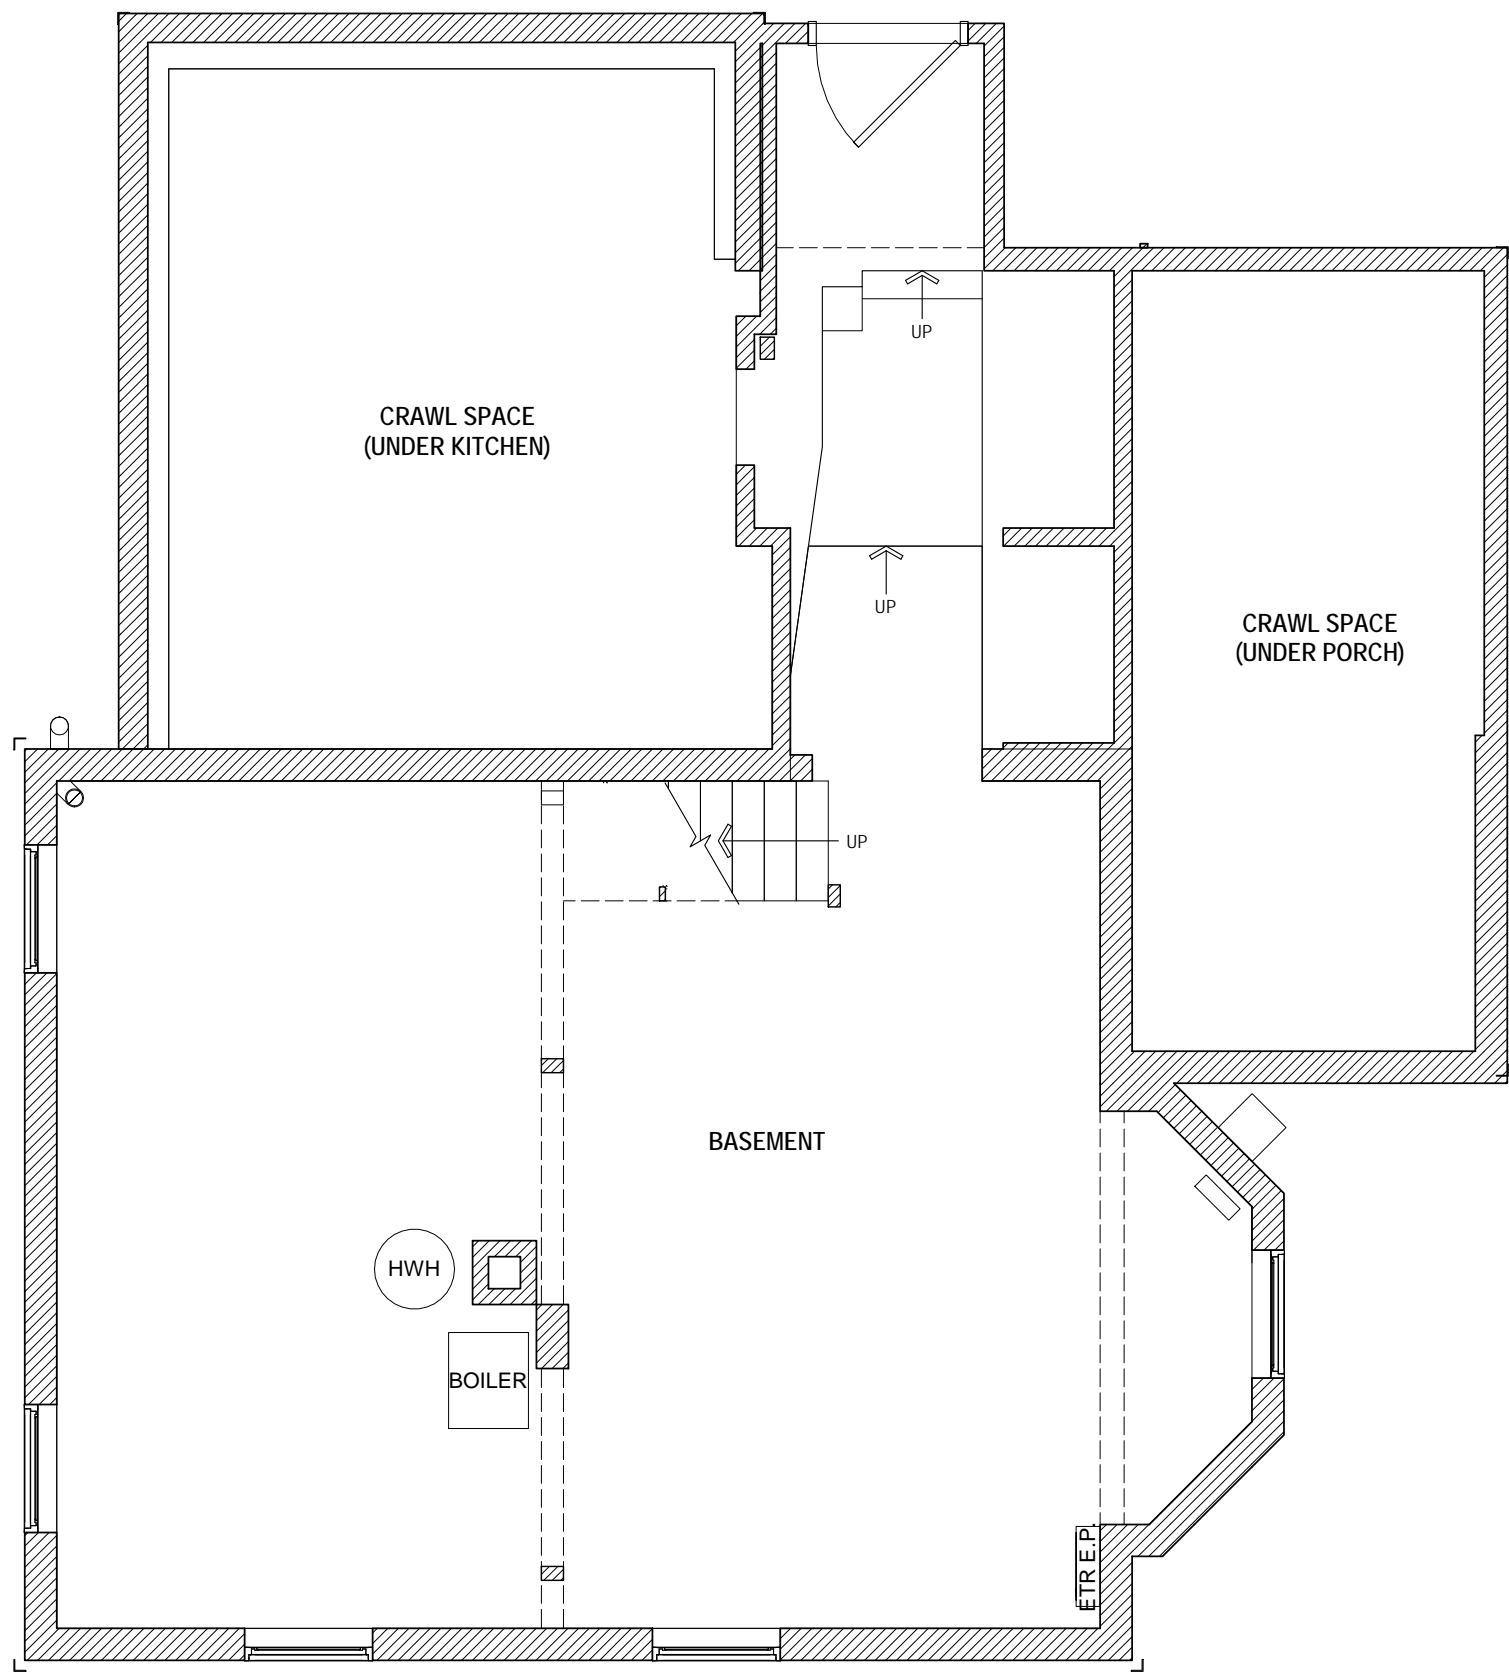 UP
CRAWL SPACE
(UNDER KITCHEN)
UP
CRAWL SPACE
(UNDER PORCH)
UP
BASEMENT
HWH
BOILER
ETR E.P.